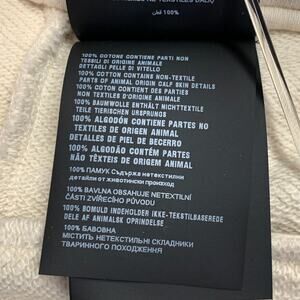 100% قطن
100% COTONE CONTIENE PARTI NON
TESSILI DI ORIGINE ANIMALE
DETTAGLI PELLE DI VITELLO
100% COTTON CONTAINS NON-TEXTILE
PARTS OF ANIMAL ORIGIN CALF SKIN DETAILS
100% COTON CONTIENT DES PARTIES
NON TEXTILES D'ORIGINE ANIMALE
100% BAUMWOLLE ENTHÄLT NICHTTEXTILE
TEILE TIERISCHEN URSPRUNGS
100% ALGODÓN CONTIENE PARTES NO
TEXTILES DE ORIGEN ANIMAL
DETALLES DE PIEL DE BECERRO
100% ALGODÃO CONTÉM PARTES
NÃO TÊXTEIS DE ORIGEM ANIMAL
100% ПАМУК Съдържа нетекстилни
детайли от животински произход
100% BAVLNA OBSAHUJE NETEXTILNÍ
ČÁSTI ZVÍŘECÍHO PŮVODU
100% BOMULD INDEHOLDER IKKE-TEKSTILBASEREDE
DELE AF ANIMALSK OPRINDELSE
100% БАВОВНА
МІСТИТЬ НЕТЕКСТИЛЬНІ СКЛАДНИКИ
ТВАРИННОГО ПОХОДЖЕННЯ